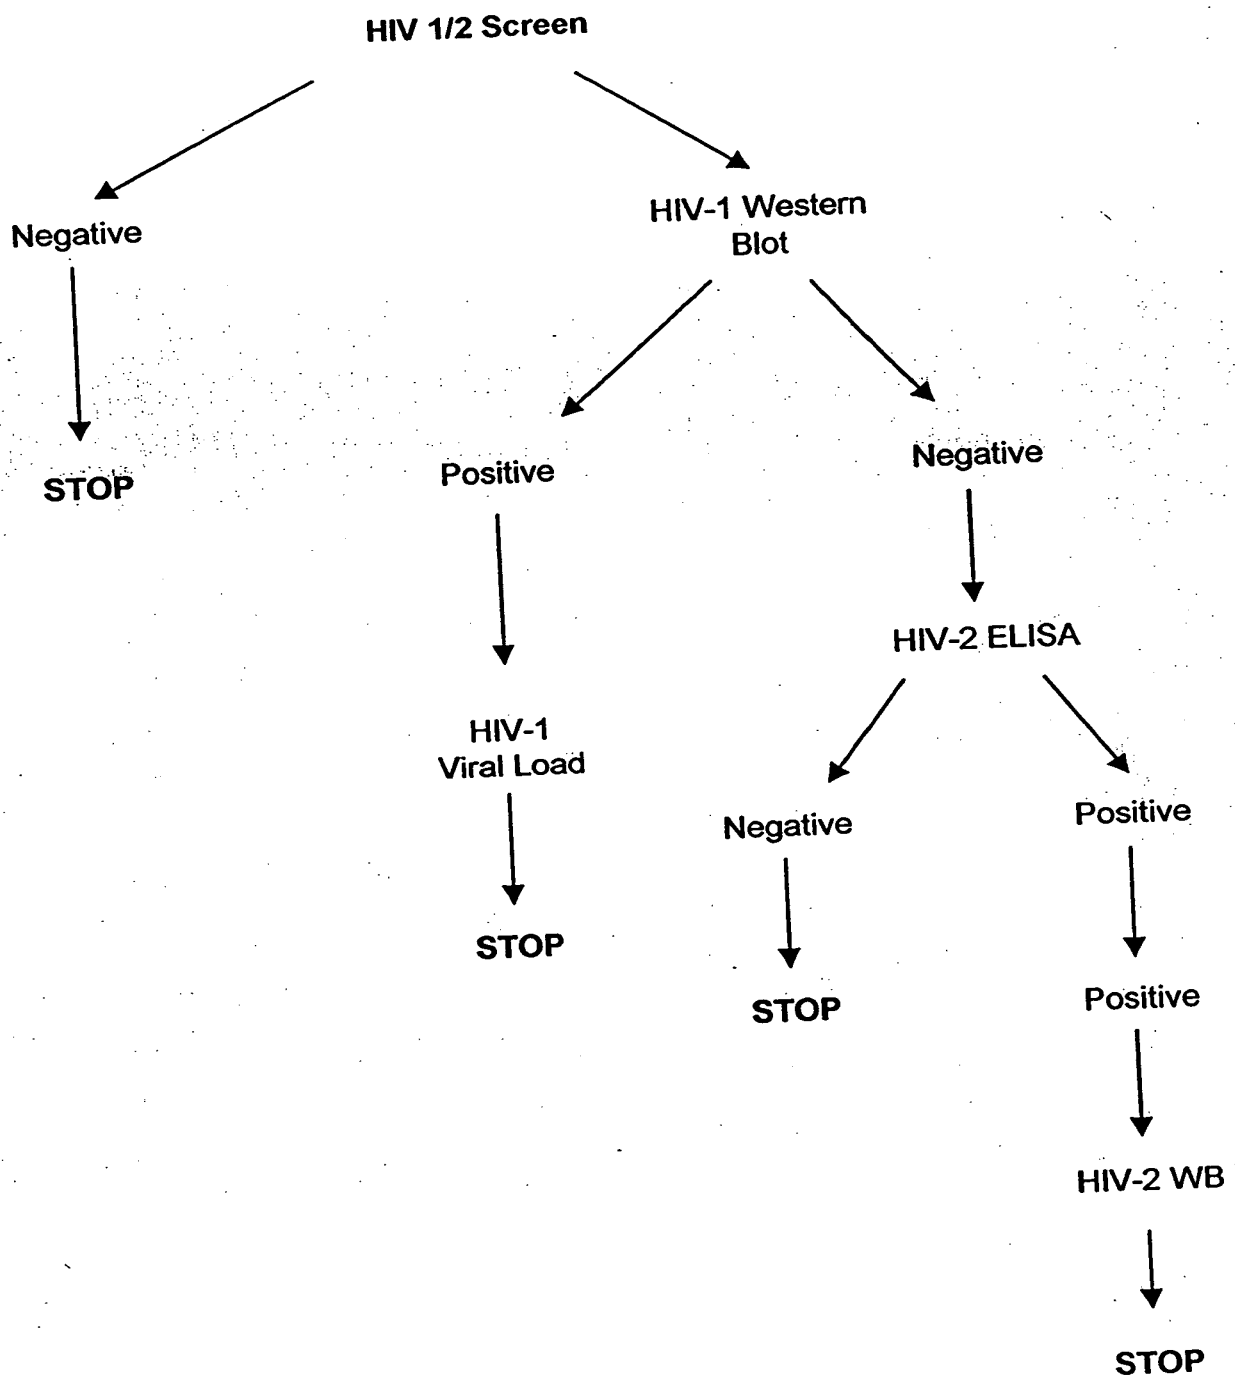 HIV 1/2 Screen
Negative
HIV-1 Western
Blot
STOP
Positive
Negative
HIV-2 ELISA
HIV-1
Viral Load
Negative
Positive
STOP
STOP
Positive
HIV-2 WB
STOP